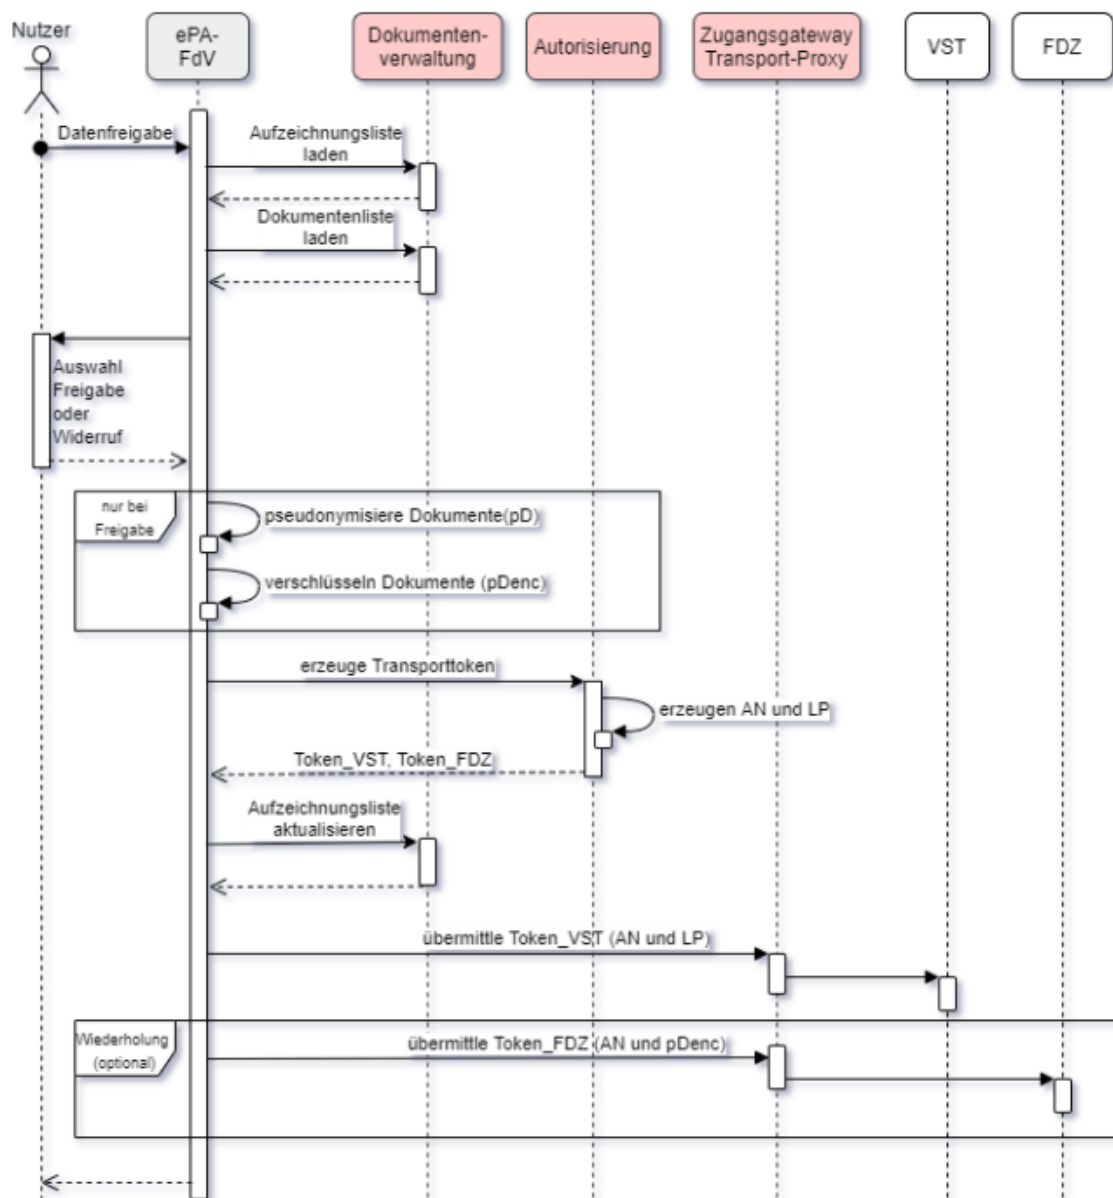 Nutzer
ePA-
FdV
Dokumenten-
verwaltung
Autorisierung
Zugangsgateway
Transport-Proxy
VST
FDZ
Datenfreigabe
Aufzeichnungsliste
laden
Dokumentenliste
laden
Auswahl
Freigabe
oder
Widerruf
nur bei
Freigabe
pseudonymisiere Dokumente(pD)
verschlüsseln Dokumente (pDenc)
erzeuge Transporttoken
erzeugen AN und LP
Token_VST, Token_FDZ
Aufzeichnungsliste
aktualisieren
übermittle Token_VST (AN und LP)
Wiederholung
(optional)
übermittle Token_FDZ (AN und pDenc)